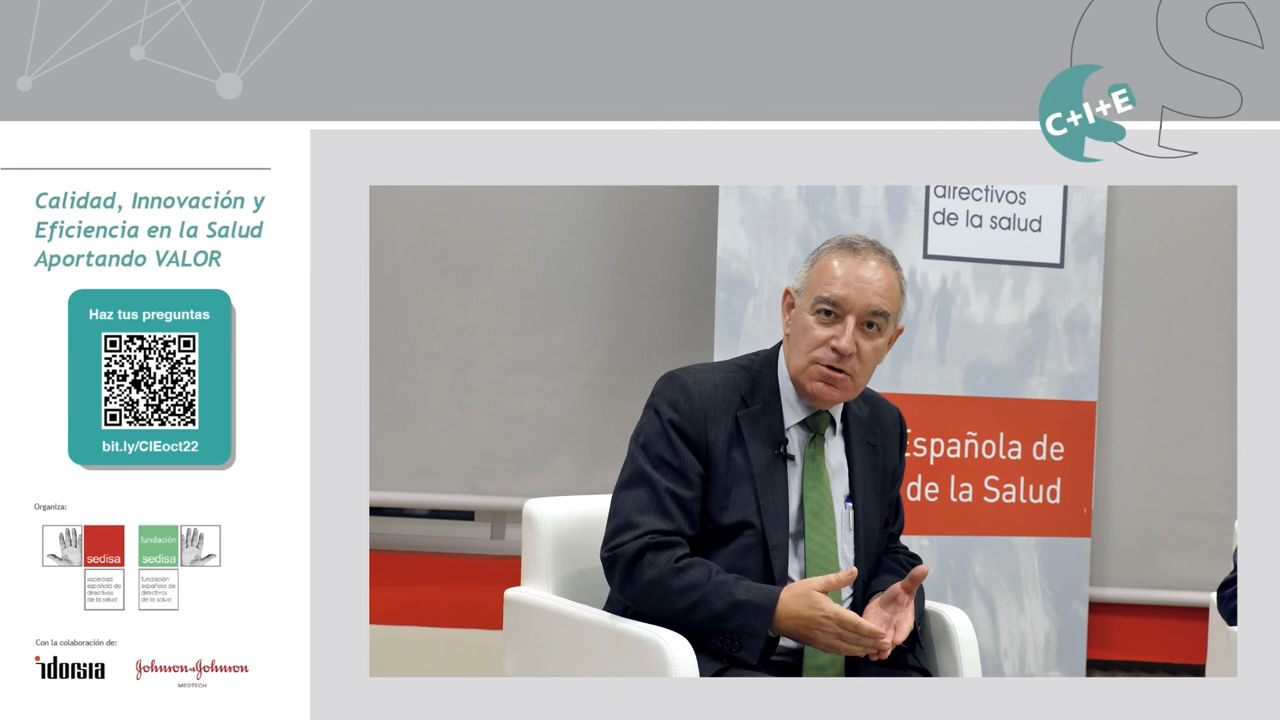 C+I+E
Calidad, Innovación y
Eficiencia en la Salud
Aportando VALOR
Haz tus preguntas
bit.ly/CIEoct22
Organiza:
sedisa
sociedad
española de
directivos
de la salud
fundación
sedisa
fundación
española de
directivos
de la salud
Con la colaboración de:
idorsia
Johnson & Johnson
MEDTECH
directivos
de la salud
Española de
de la Salud